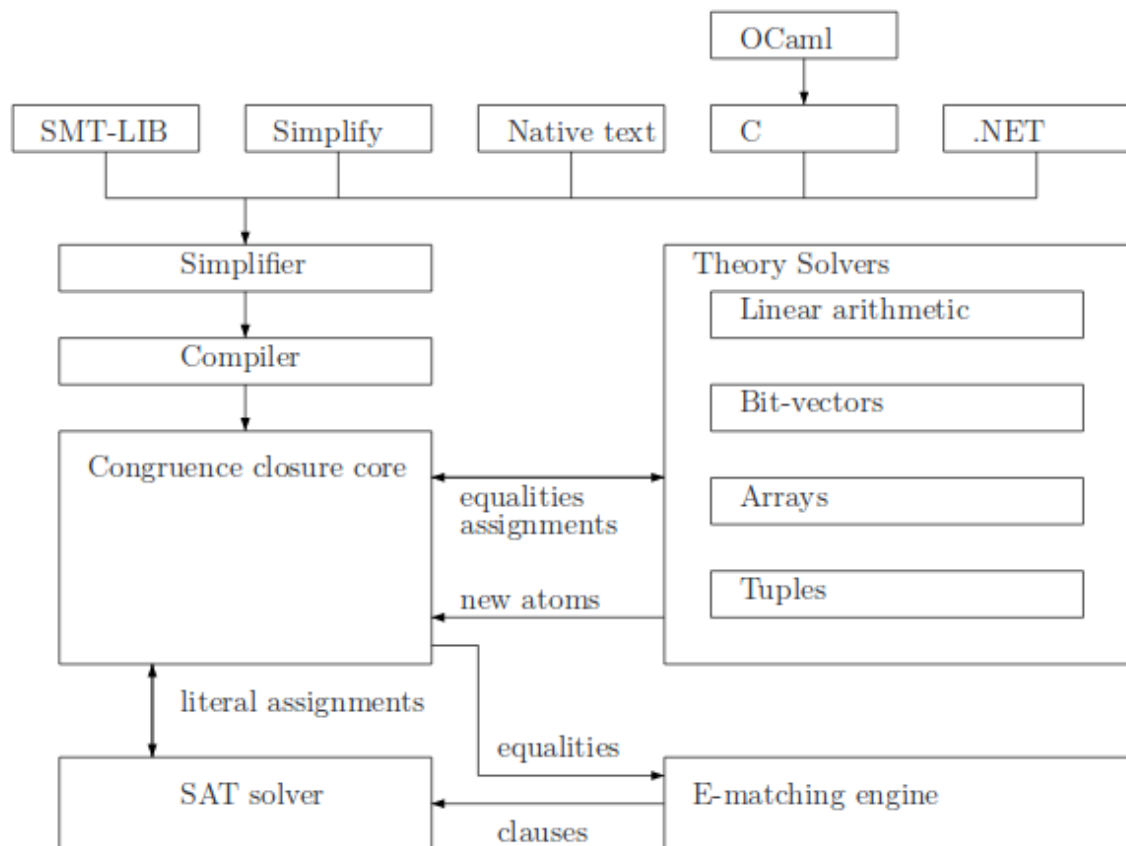 OCaml
SMT-LIB
Simplify
Native text
C
.NET
Simplifier
Theory Solvers
Linear arithmetic
Compiler
Bit-vectors
Congruence closure core
equalities
assignments
Arrays
Tuples
new atoms
literal assignments
equalities
SAT solver
E-matching engine
clauses